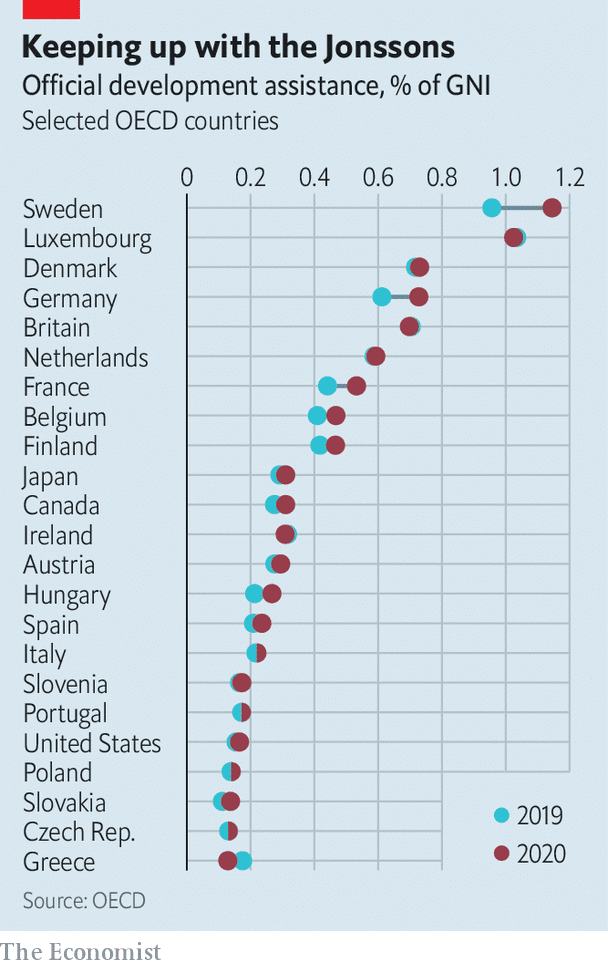 Keeping up with the Jonssons
Official development assistance, % of GNI
Selected OECD countries
0 0.2 0.4 0.6 0.8 1.0 1.2
Sweden
Luxembourg
Denmark
Germany
Britain
Netherlands
France
Belgium
Finland
Japan
Canada
Ireland
Austria
Hungary
Spain
Italy
Slovenia
Portugal
United States
Poland
Slovakia
Czech Rep.
Greece
2019
2020
Source: OECD
The Economist